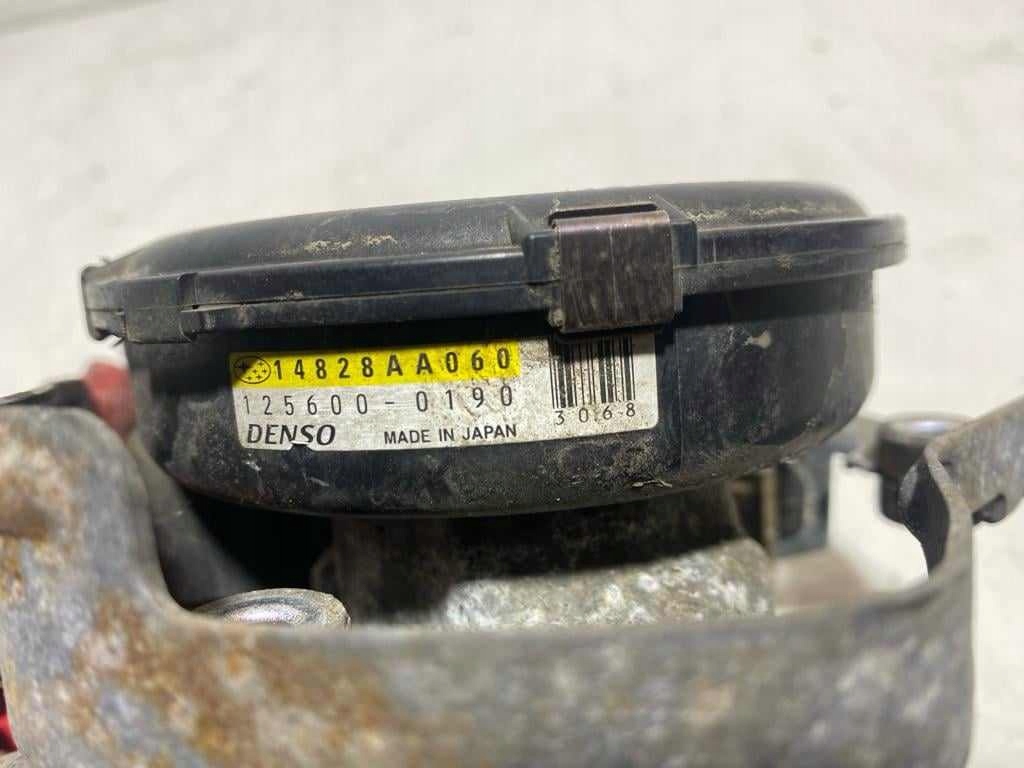 14828AA060
125600-0190
3068
DENSO MADE IN JAPAN